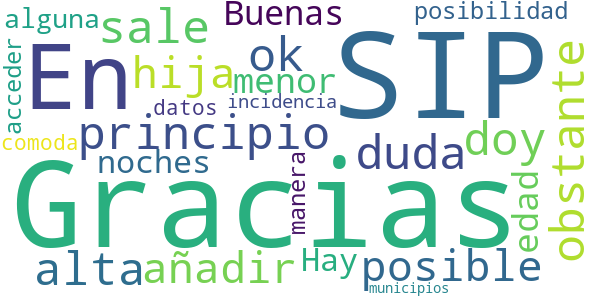 alguna
sale
Buenas
posibilidad
acceder
En
hija
ok
menor
SIP
datos
incidencia
comoda
principio
noches
duda
doy
obstante
Gracias
manera
edad
alta
añadir
Hay
posible
municipios